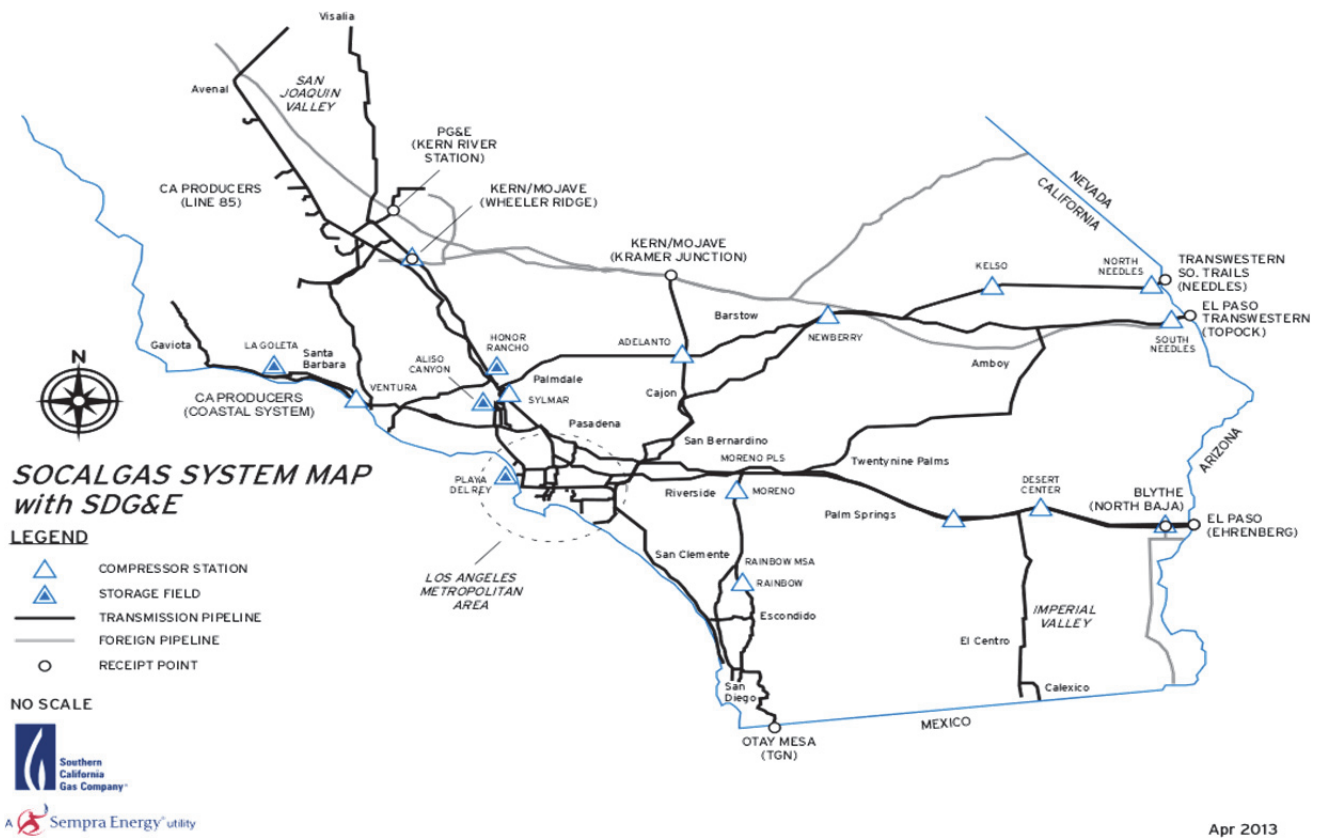 Visalia
SAN
JOAQUIN
VALLEY
Avenal
PG&E
(KERN RIVER
STATION)
CA PRODUCERS
(LINE 85)
KERN/MOJAVE
(WHEELER RIDGE)
NEVADA
CALIFORNIA
KERN/MOJAVE
(KRAMER JUNCTION)
KELSO
NORTH
NEEDLES
TRANSWESTERN
SO. TRAILS
(NEEDLES)
EL PASO
TRANSWESTERN
(TOPOCK)
Barstow
NEWBERRY
SOUTH
NEEDLES
Gaviota
LA GOLETA
Santa
Barbara
HONOR
RANCHO
ALISO
CANYON
ADELANTO
Amboy
CA PRODUCERS
(COASTAL SYSTEM)
VENTURA
Palmdale
SYLMAR
Cajon
N
Pasadena
San Bernardino
MORENO PLS
Twentynine Palms
ARIZONA
SOCALGAS SYSTEM MAP
with SDG&E
PLAYA
DEL REY
Riverside
MORENO
DESERT
CENTER
BLYTHE
(NORTH BAJA)
Palm Springs
EL PASO
(EHRENBERG)
LEGEND
COMPRESSOR STATION
STORAGE FIELD
TRANSMISSION PIPELINE
FOREIGN PIPELINE
RECEIPT POINT
San Clemente
LOS ANGELES
METROPOLITAN
AREA
RAINBOW MSA
RAINBOW
Escondido
IMPERIAL
VALLEY
El Centro
San
Diego
Calexico
MEXICO
OTAY MESA
(TGN)
NO SCALE
Southern
California
Gas Company™
A Sempra Energy® utility
Apr 2013